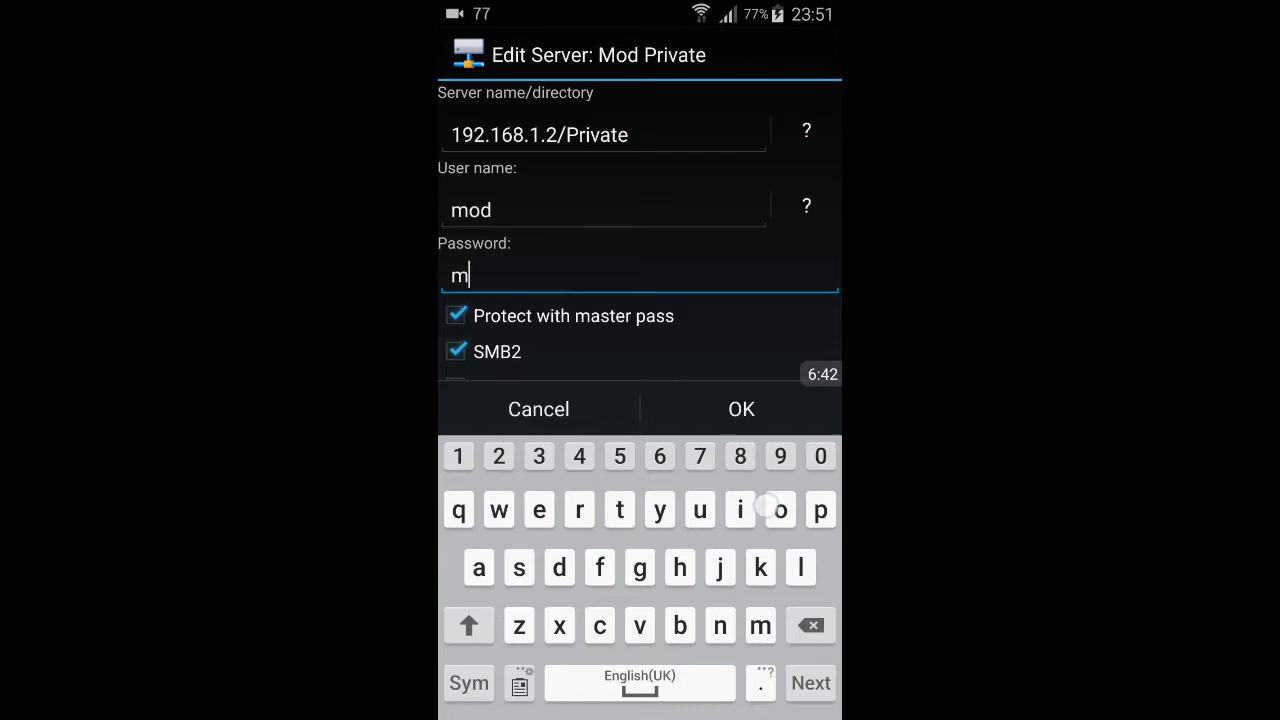 77 77% 23:51
Edit Server: Mod Private
Server name/directory
192.168.1.2/Private ?
User name:
mod ?
Password:
m
Protect with master pass
SMB2
6:42
Cancel OK
1 2 3 4 5 6 7 8 9 0
q w e r t y u i o p
a s d f g h j k l
z x c v b n m
Sym English(UK) . ...? Next